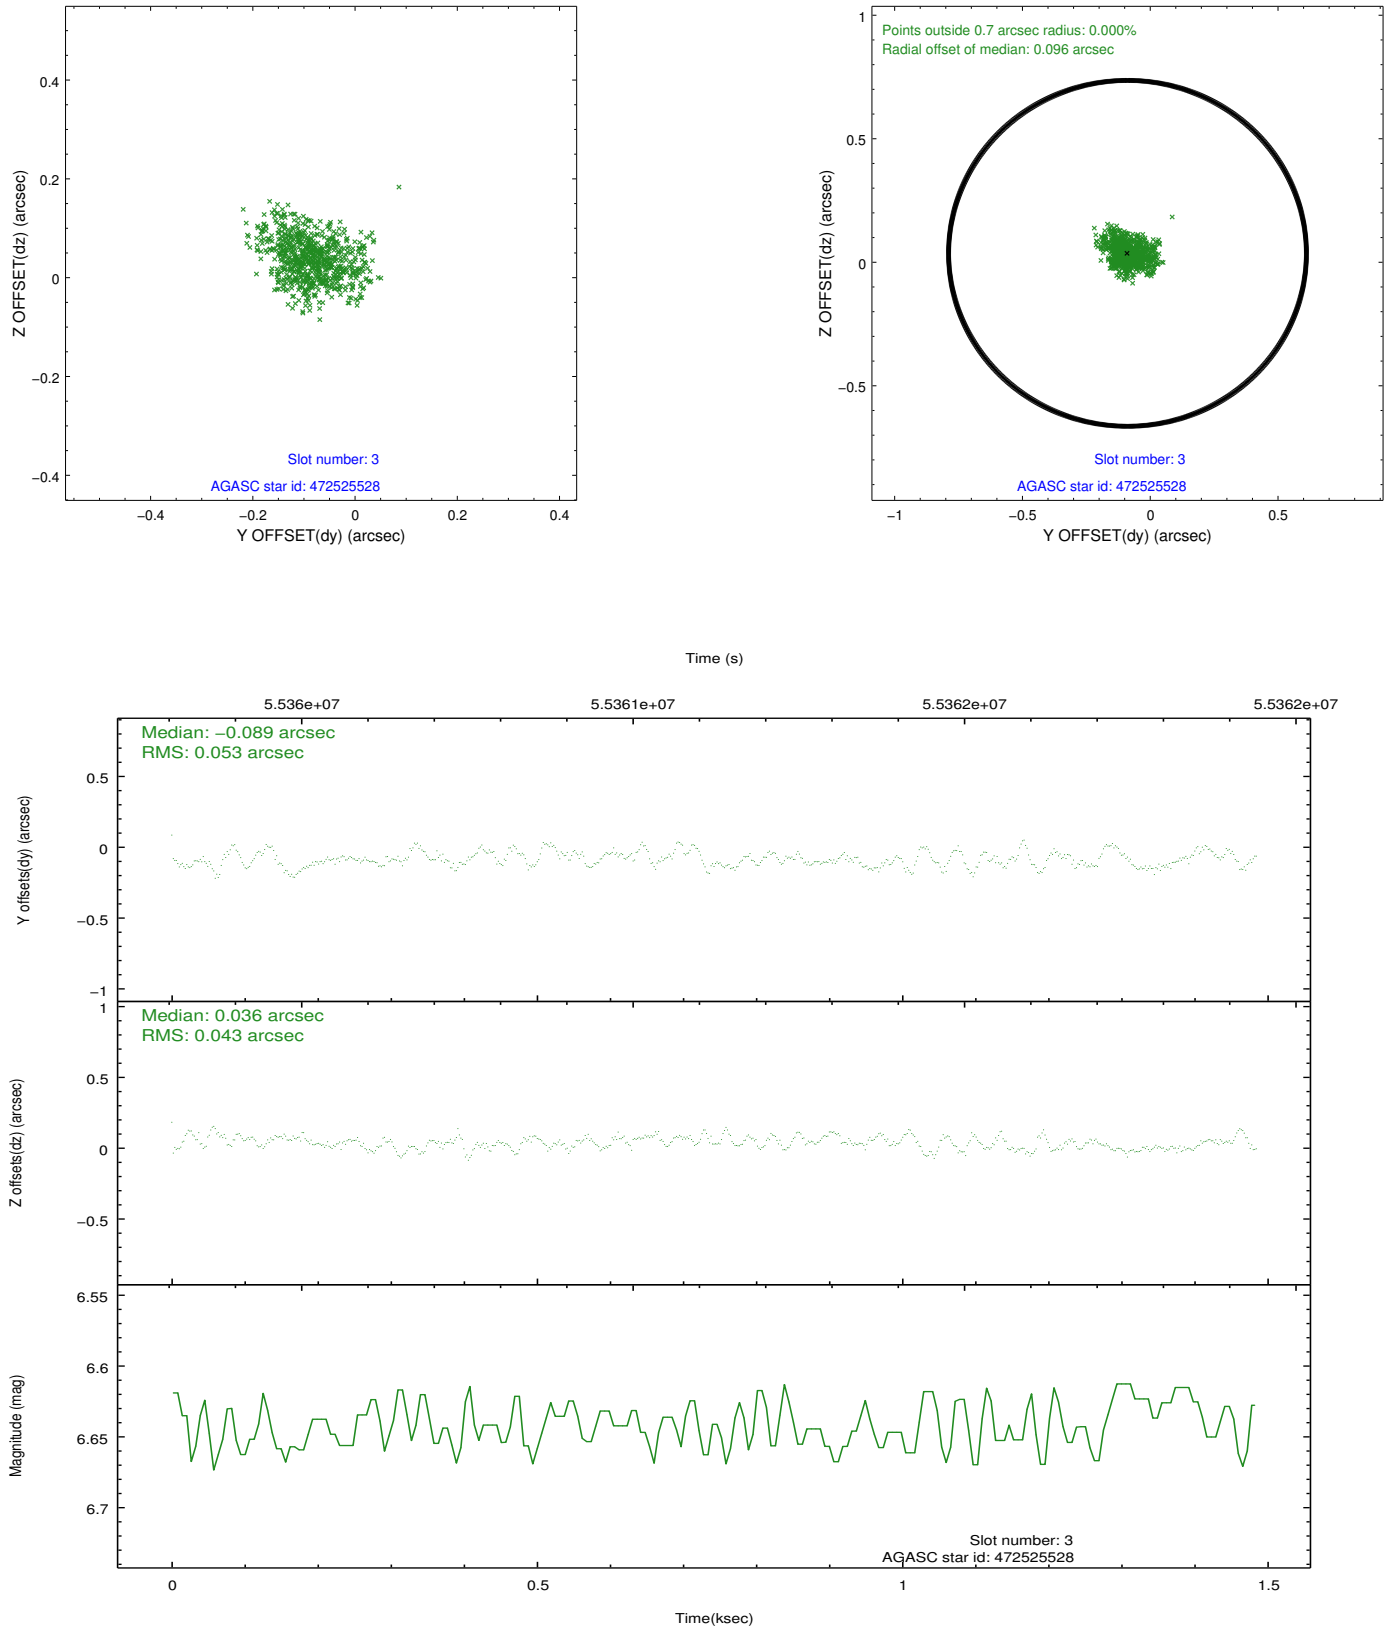 0.4
0.2
0
−0.2
−0.4
Z OFFSET(dz) (arcsec)
Slot number: 3
AGASC star id: 472525528
−0.4 −0.2 0 0.2 0.4
Y OFFSET(dy) (arcsec)
Points outside 0.7 arcsec radius: 0.000%
Radial offset of median: 0.096 arcsec
1
0.5
0
−0.5
Z OFFSET(dz) (arcsec)
Slot number: 3
AGASC star id: 472525528
−1 −0.5 0 0.5
Y OFFSET(dy) (arcsec)
Time (s)
5.536e+07 5.5361e+07 5.5362e+07 5.5362e+07
Median: −0.089 arcsec
RMS: 0.053 arcsec
0.5
0
−0.5
−1
Y offsets(dy) (arcsec)
Median: 0.036 arcsec
RMS: 0.043 arcsec
1
0.5
0
−0.5
Z offsets(dz) (arcsec)
6.55
6.6
6.65
6.7
Magnitude (mag)
Slot number: 3
AGASC star id: 472525528
0 0.5 1 1.5
Time(ksec)